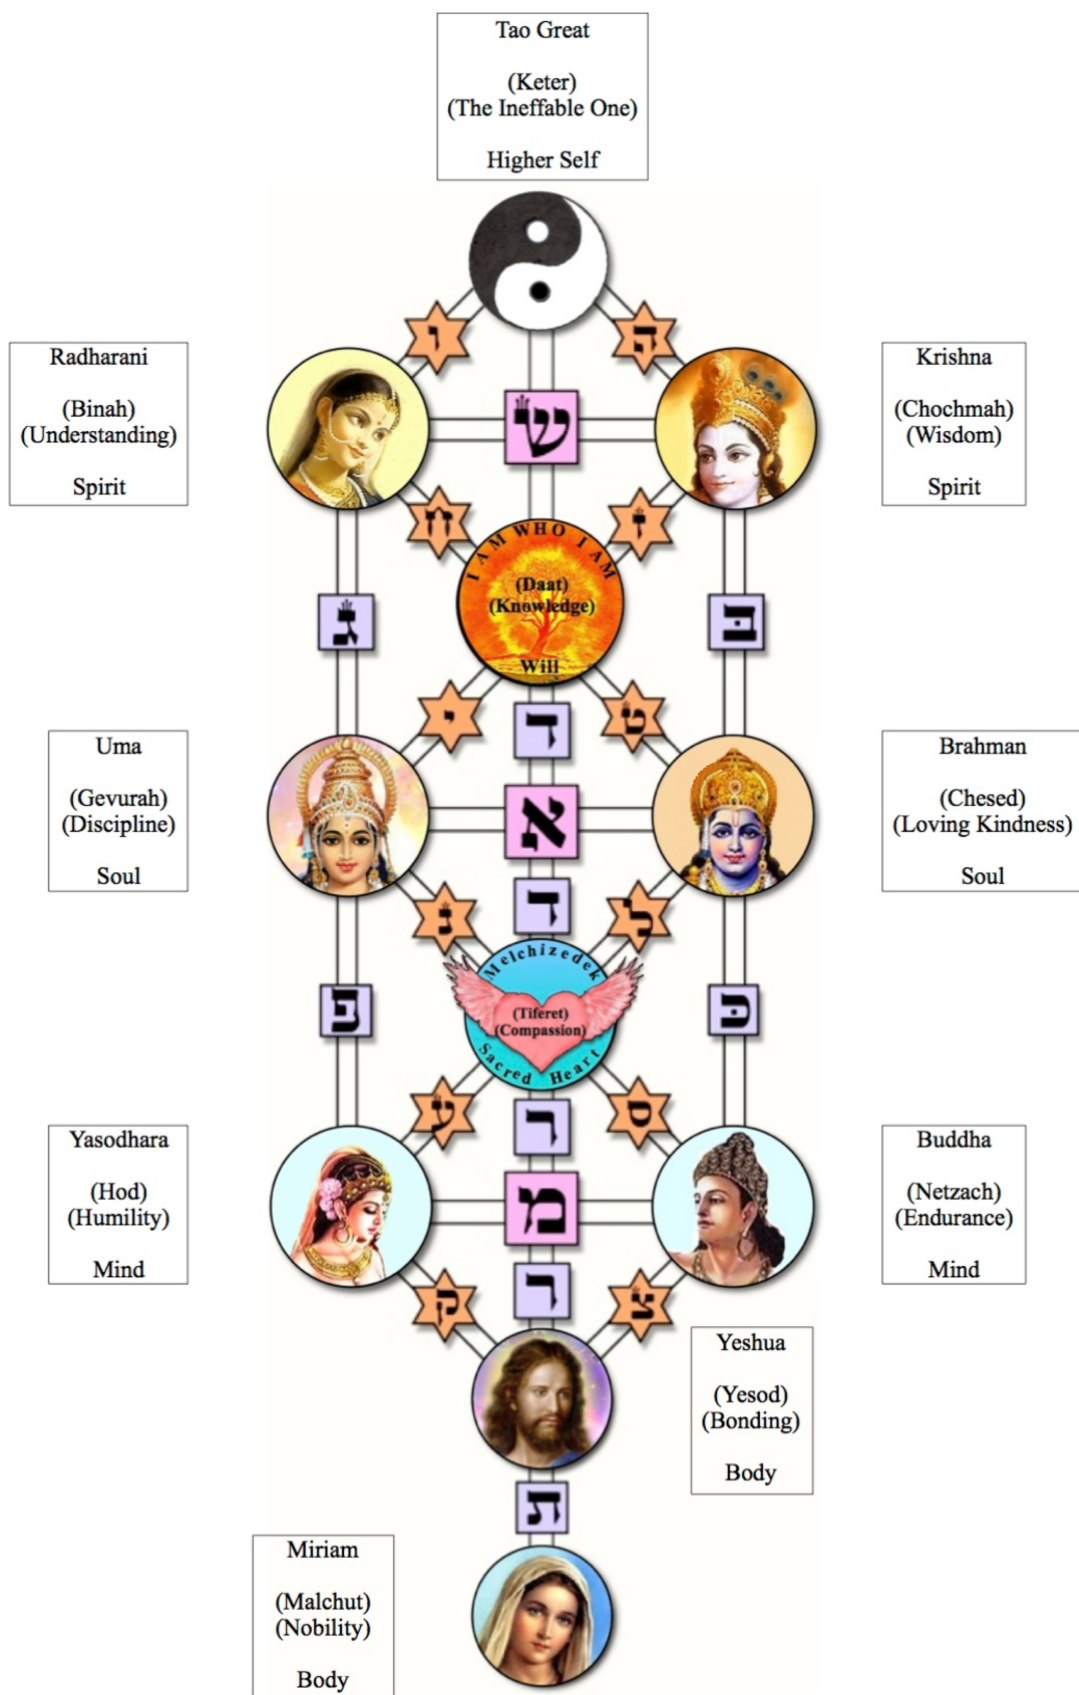 Tao Great
(Keter)
(The Ineffable One)
Higher Self
ו
ה
Radharani
(Binah)
(Understanding)
Spirit
שׁ
Krishna
(Chochmah)
(Wisdom)
Spirit
ח
ז
I AM WHO I AM
(Daat)
(Knowledge)
Will
ג
בּ
י
ד
ט
Uma
(Gevurah)
(Discipline)
Soul
א
Brahman
(Chesed)
(Loving Kindness)
Soul
נ
ד
ל
Melchizedek
(Tiferet)
(Compassion)
Sacred Heart
פּ
כּ
ע
ר
ס
Yasodhara
(Hod)
(Humility)
Mind
מ
Buddha
(Netzach)
(Endurance)
Mind
ק
ר
צ
Yeshua
(Yesod)
(Bonding)
Body
ת
Miriam
(Malchut)
(Nobility)
Body